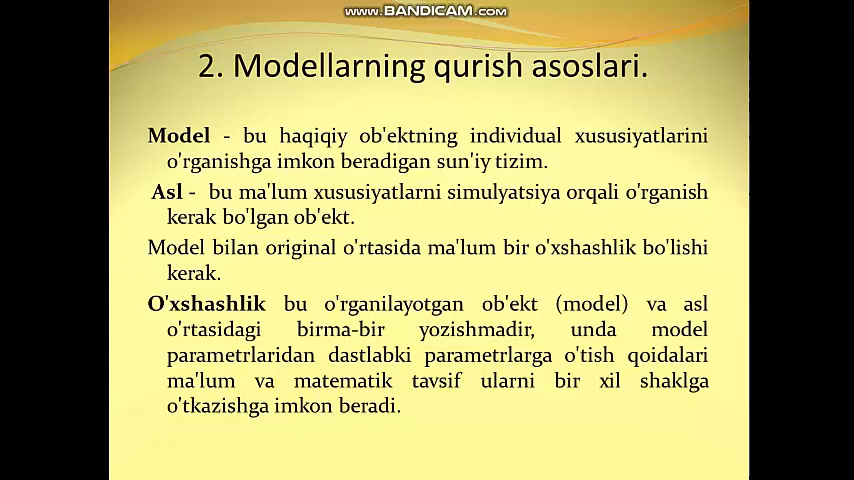 www.BANDICAM.com
2. Modellarning qurish asoslari.
Model - bu haqiqiy ob'ektning individual xususiyatlarini
o'rganishga imkon beradigan sun'iy tizim.
Asl - bu ma'lum xususiyatlarni simulyatsiya orqali o'rganish
kerak bo'lgan ob'ekt.
Model bilan original o'rtasida ma'lum bir o'xshashlik bo'lishi
kerak.
O'xshashlik bu o'rganilayotgan ob'ekt (model) va asl
o'rtasidagi birma-bir yozishmadir, unda model
parametrlaridan dastlabki parametrlarga o'tish qoidalari
ma'lum va matematik tavsif ularni bir xil shaklga
o'tkazishga imkon beradi.